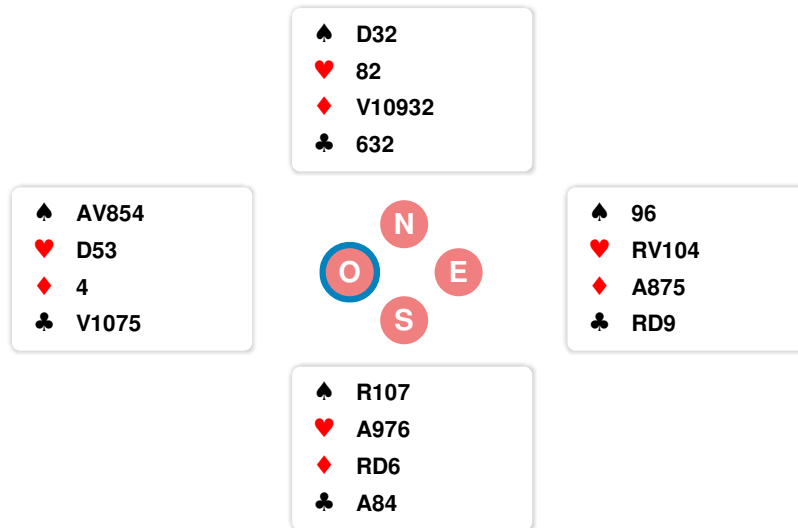 ♠ D32
♥ 82
♦ V10932
♣ 632
♠ AV854
♥ D53
♦ 4
♣ V1075
N
O
E
S
♠ 96
♥ RV104
♦ A875
♣ RD9
♠ R107
♥ A976
♦ RD6
♣ A84